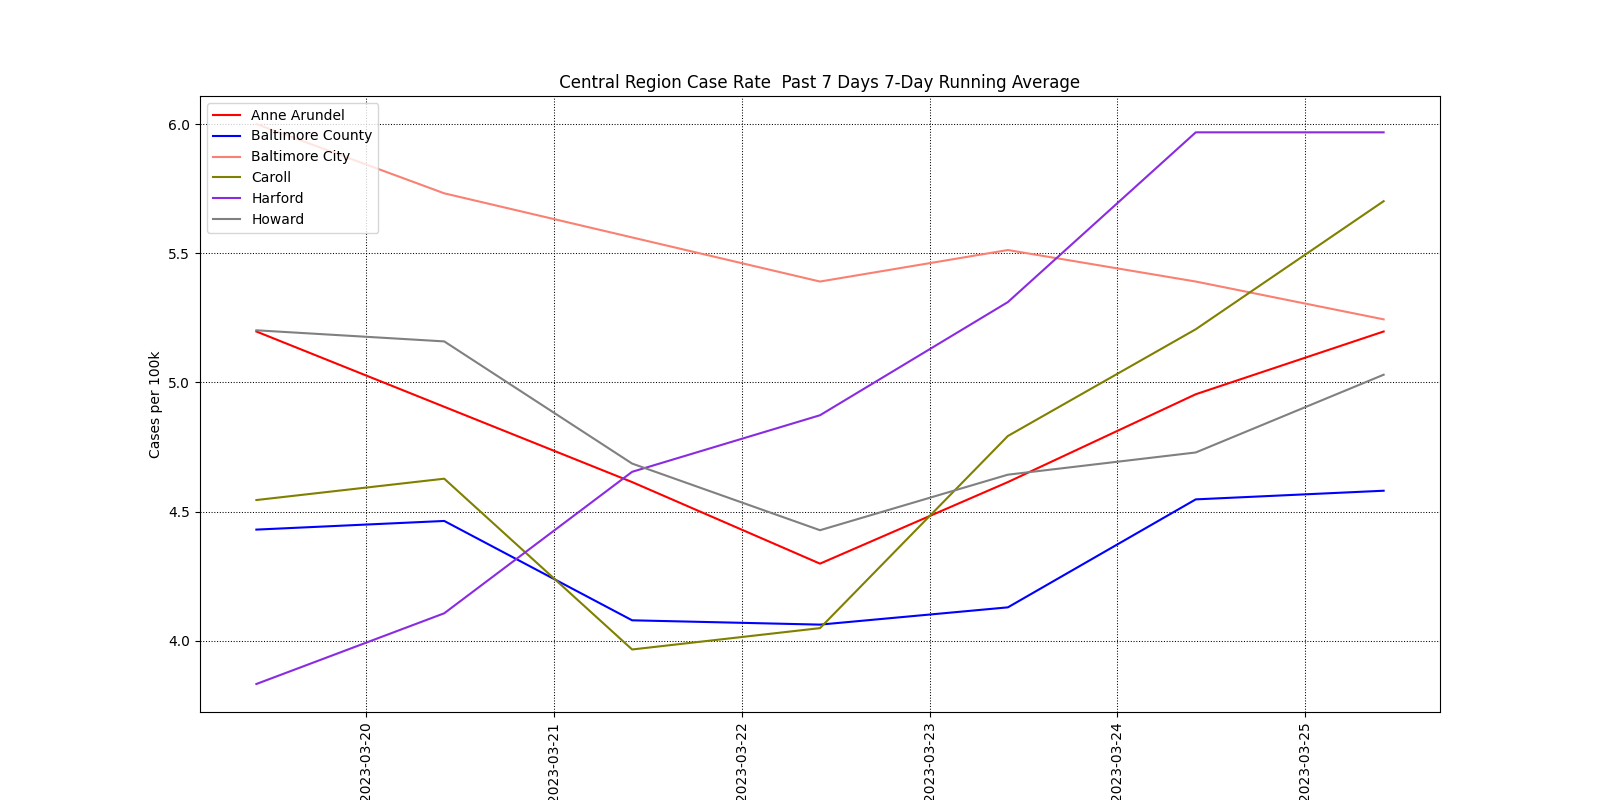 Central Region Case Rate  Past 7 Days 7-Day Running Average
Anne Arundel
Baltimore County
Baltimore City
Caroll
Harford
Howard
6.0
5.5
5.0
4.5
4.0
Cases per 100k
2023-03-20
2023-03-21
2023-03-22
2023-03-23
2023-03-24
2023-03-25